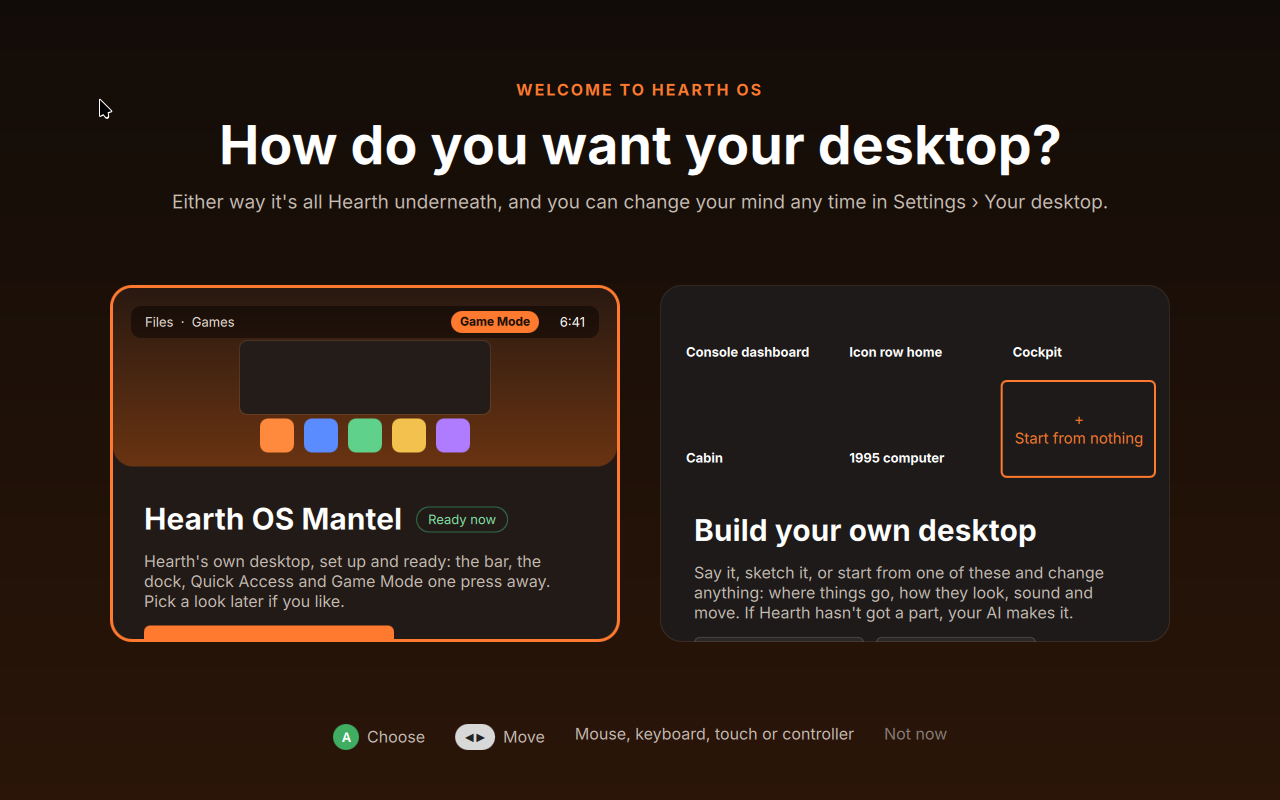 WELCOME TO HEARTH OS
How do you want your desktop?
Either way it's all Hearth underneath, and you can change your mind any time in Settings › Your desktop.
Files · Games
Game Mode
6:41
Hearth OS Mantel
Ready now
Hearth's own desktop, set up and ready: the bar, the
dock, Quick Access and Game Mode one press away.
Pick a look later if you like.
Console dashboard
Icon row home
Cockpit
Cabin
1995 computer
+
Start from nothing
Build your own desktop
Say it, sketch it, or start from one of these and change
anything: where things go, how they look, sound and
move. If Hearth hasn't got a part, your AI makes it.
A Choose
◀▶ Move
Mouse, keyboard, touch or controller
Not now